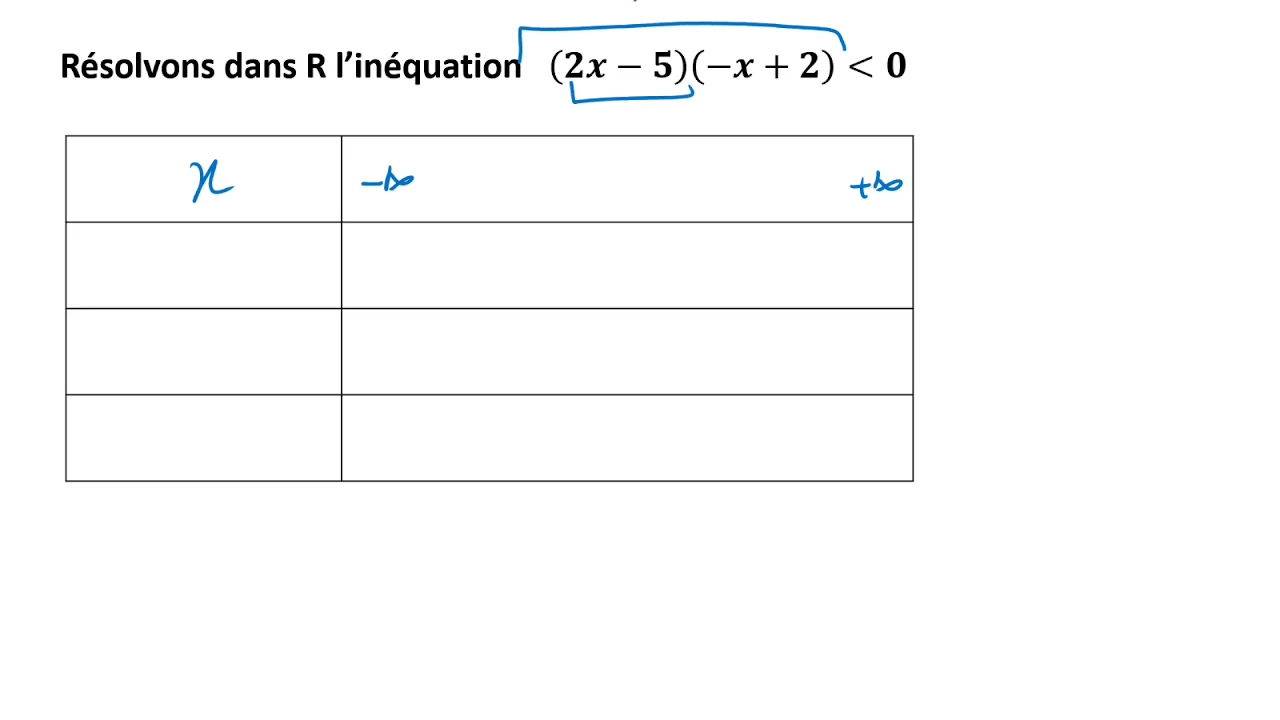 Résolvons dans R l’inéquation (2x − 5)(−x + 2) < 0
x −∞ +∞